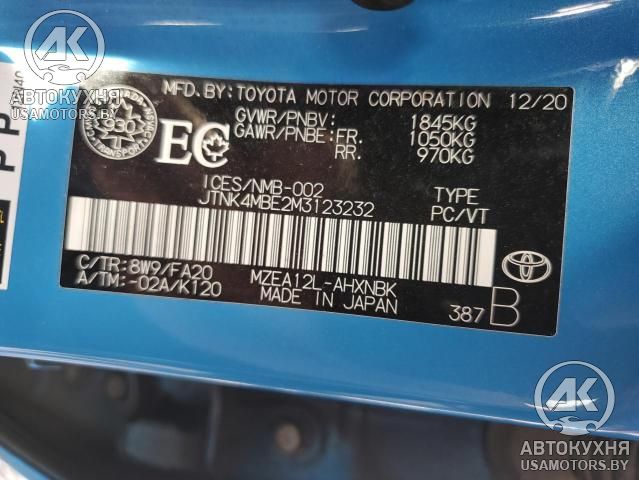 АВТОКУХНЯ
USAMOTORS.BY
MFD. BY: TOYOTA MOTOR CORPORATION 12/20
GVWR/PNBV: 1845KG
GAWR/PNBE: FR. 1050KG
RR. 970KG
930
EC
ICES/NMB-002
JTNK4MBE2M3123232
TYPE
PC/VT
C/TR: 8W9/FA20
A/TM: -02A/K120
MZEA12L-AHXNBK
MADE IN JAPAN
387 B
АВТОКУХНЯ
USAMOTORS.BY